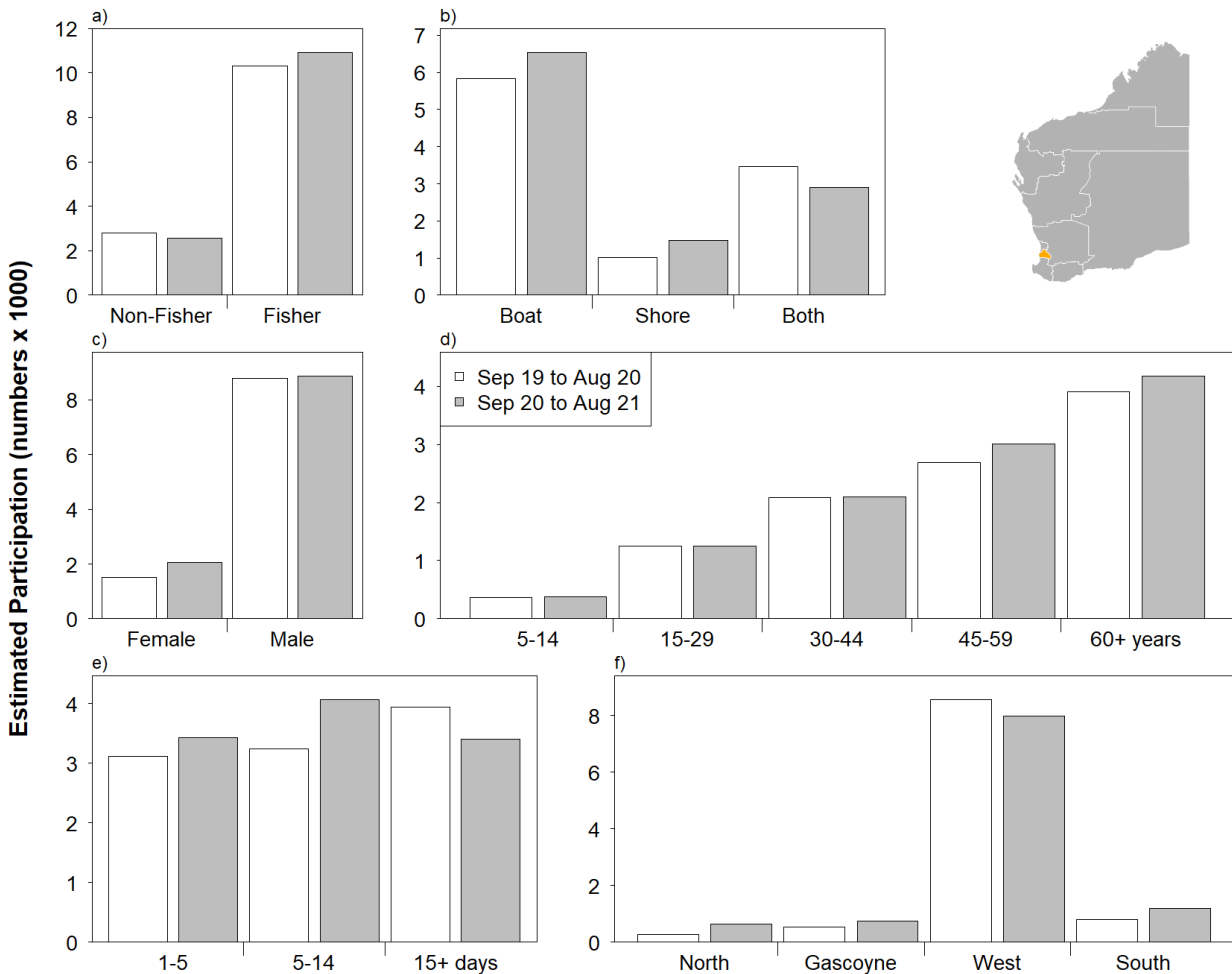 a)
12
10
8
6
4
2
0
Non-Fisher Fisher
b)
7
6
5
4
3
2
1
0
Boat Shore Both
Estimated Participation (numbers x 1000)
c)
8
6
4
2
0
Female Male
d)
Sep 19 to Aug 20
Sep 20 to Aug 21
4
3
2
1
0
5-14 15-29 30-44 45-59 60+ years
e)
4
3
2
1
0
1-5 5-14 15+ days
f)
8
6
4
2
0
North Gascoyne West South